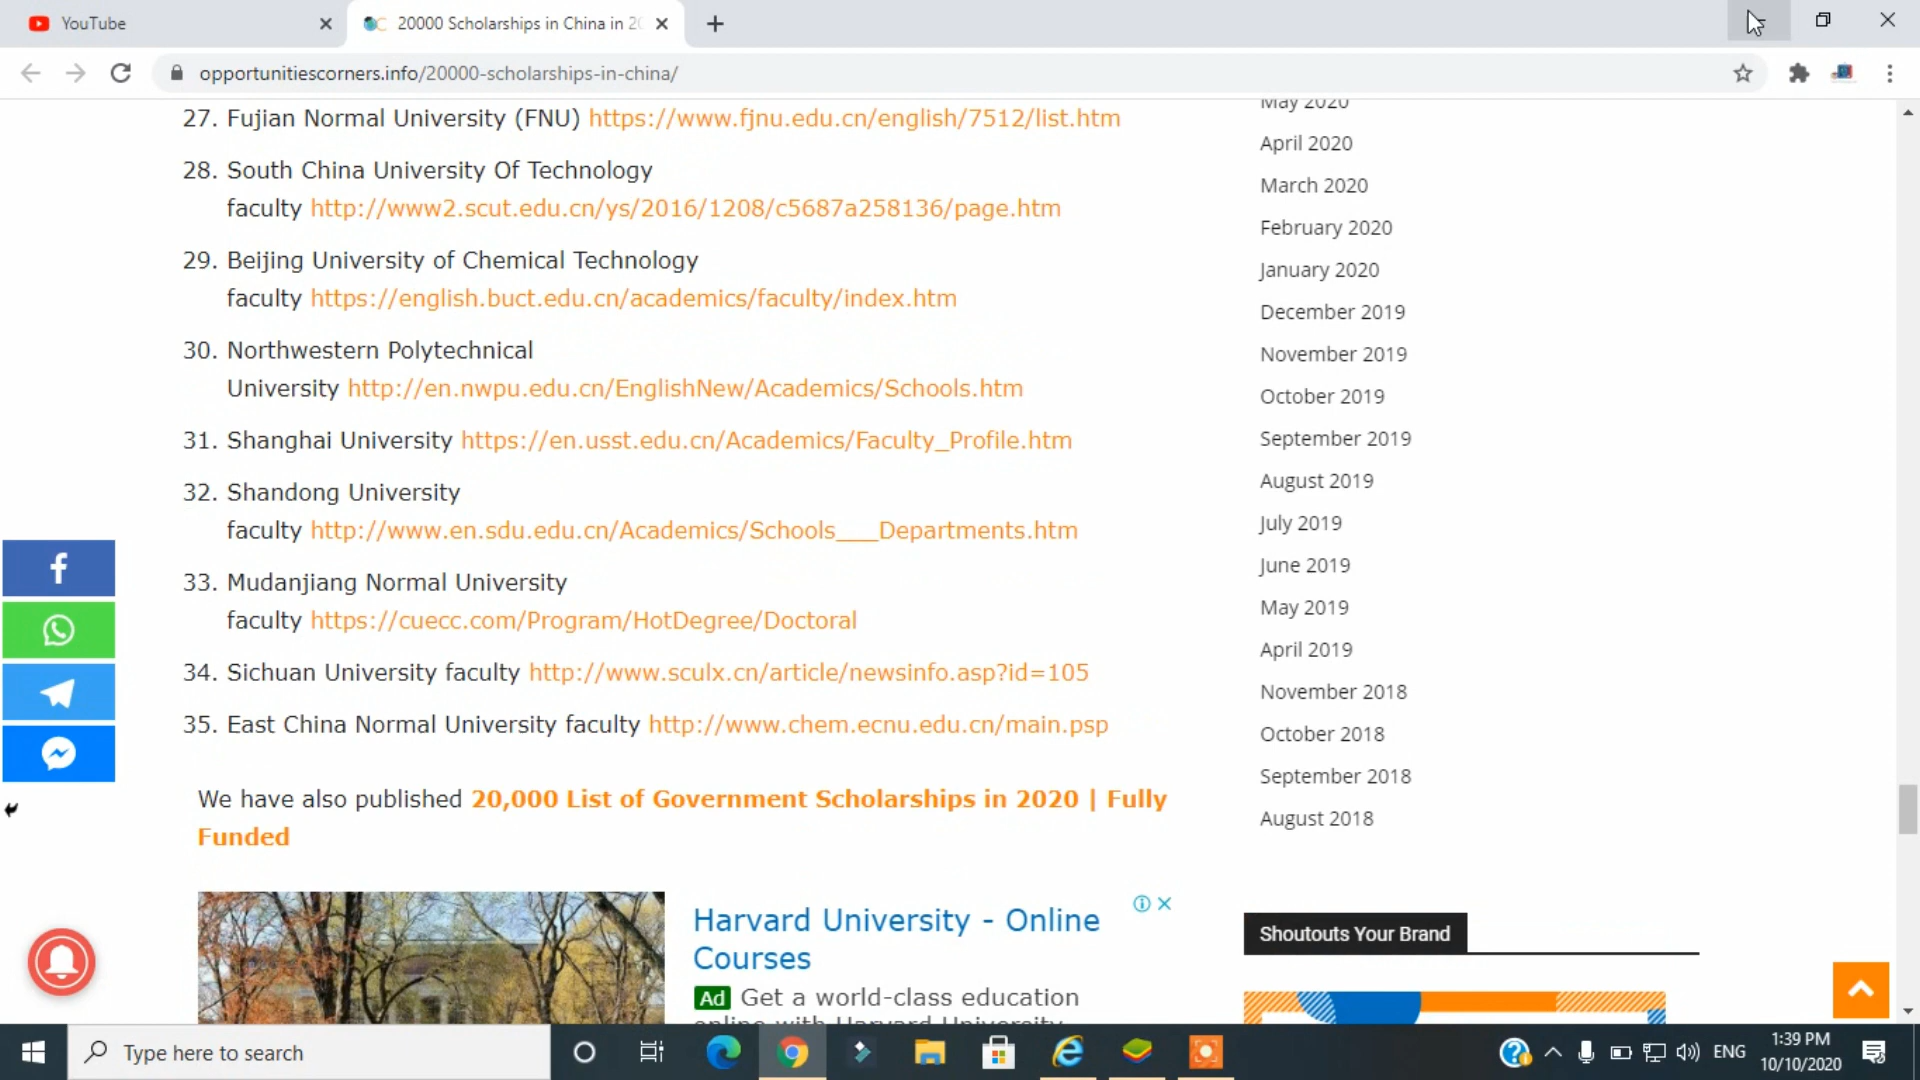 YouTube
20000 Scholarships in China in 20
opportunitiescorners.info/20000-scholarships-in-china/
27. Fujian Normal University (FNU) https://www.fjnu.edu.cn/english/7512/list.htm
28. South China University Of Technology
faculty http://www2.scut.edu.cn/ys/2016/1208/c5687a258136/page.htm
29. Beijing University of Chemical Technology
faculty https://english.buct.edu.cn/academics/faculty/index.htm
30. Northwestern Polytechnical
University http://en.nwpu.edu.cn/EnglishNew/Academics/Schools.htm
31. Shanghai University https://en.usst.edu.cn/Academics/Faculty_Profile.htm
32. Shandong University
faculty http://www.en.sdu.edu.cn/Academics/Schools___Departments.htm
33. Mudanjiang Normal University
faculty https://cuecc.com/Program/HotDegree/Doctoral
34. Sichuan University faculty http://www.sculx.cn/article/newsinfo.asp?id=105
35. East China Normal University faculty http://www.chem.ecnu.edu.cn/main.psp
We have also published 20,000 List of Government Scholarships in 2020 | Fully
Funded
Harvard University - Online
Courses
Ad Get a world-class education
online with Harvard University
May 2020
April 2020
March 2020
February 2020
January 2020
December 2019
November 2019
October 2019
September 2019
August 2019
July 2019
June 2019
May 2019
April 2019
November 2018
October 2018
September 2018
August 2018
Shoutouts Your Brand
Type here to search
ENG
1:39 PM
10/10/2020